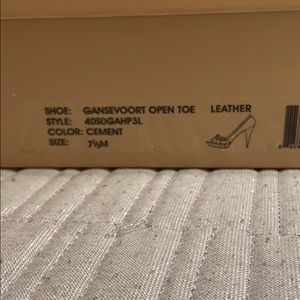 SHOE: GANSEVOORT OPEN TOE LEATHER
STYLE: 40S0GAHP3L
COLOR: CEMENT
SIZE: 7½M